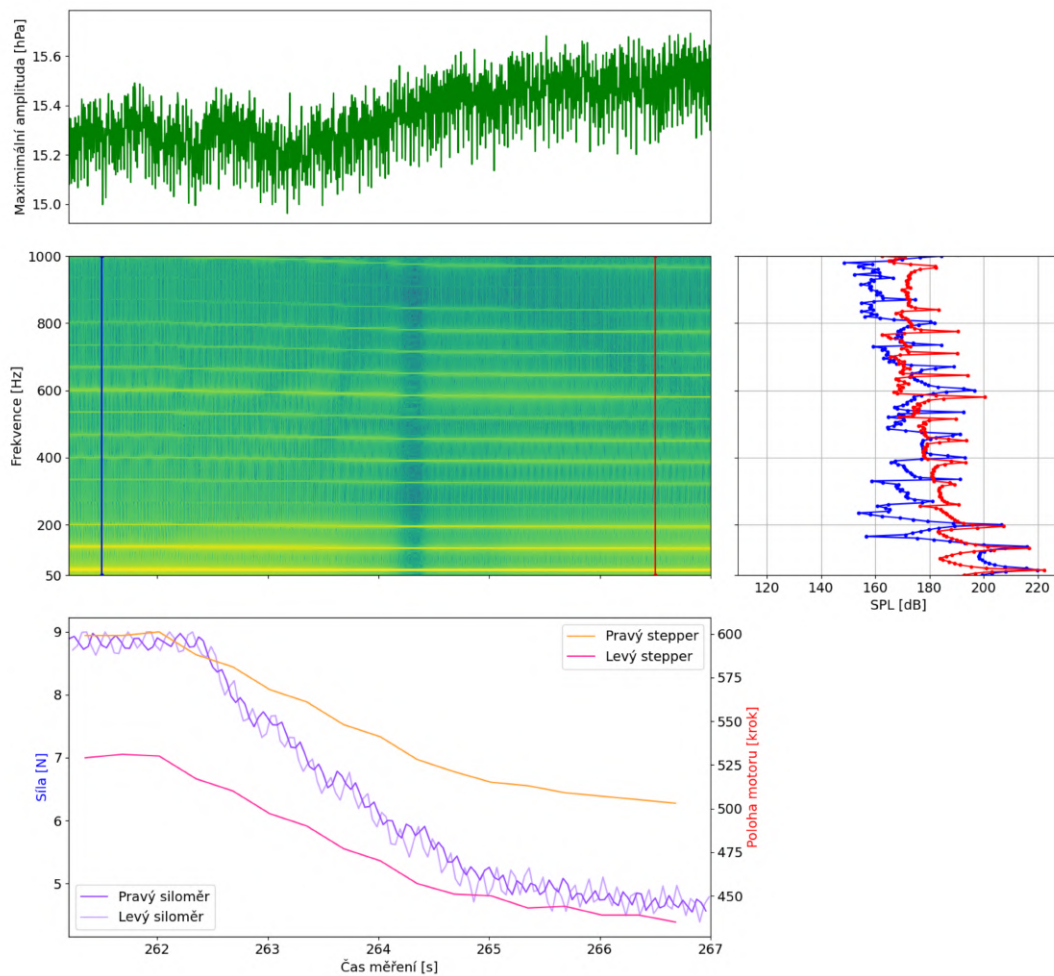 Maximimální amplituda [hPa]
15.6
15.4
15.2
15.0
Frekvence [Hz]
1000
800
600
400
200
50
120 140 160 180 200 220
SPL [dB]
Síla [N]
9
8
7
6
5
Pravý stepper
Levý stepper
Pravý siloměr
Levý siloměr
600
575
550
525
500
475
450
Poloha motoru [krok]
262 263 264 265 266 267
Čas měření [s]